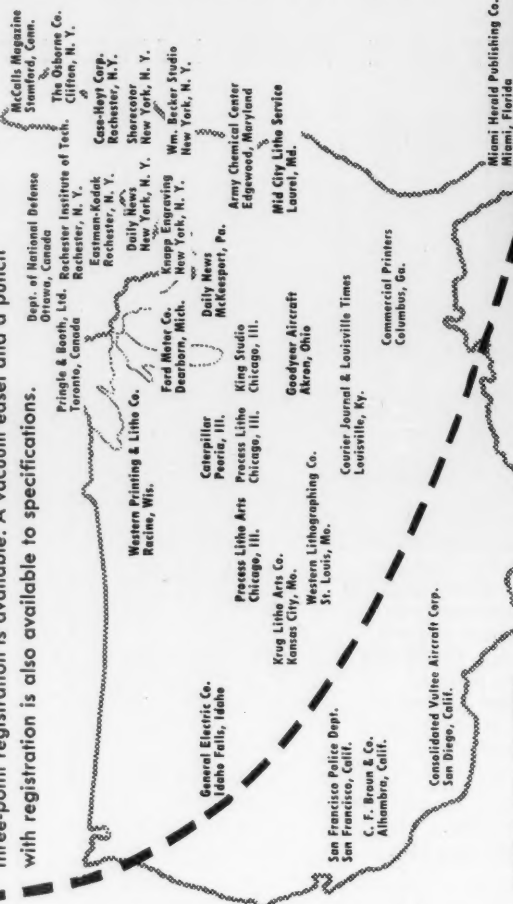 three-point registration is available. A vacuum easel and a punch
with registration is also available to specifications.
McCalls Magazine
Stamford, Conn.
The Osborne Co.
Clifton, N. Y.
Dept. of National Defense
Ottawa, Canada
Pringle & Booth, Ltd.
Toronto, Canada
Rochester Institute of Tech.
Rochester, N. Y.
Case-Hoyt Corp.
Rochester, N. Y.
Eastman-Kodak
Rochester, N. Y.
Shorecolor
New York, N. Y.
Daily News
New York, N. Y.
Wm. Becker Studio
New York, N. Y.
Knapp Engraving
New York, N. Y.
Western Printing & Litho Co.
Racine, Wis.
Ford Motor Co.
Dearborn, Mich.
Daily News
McKeesport, Pa.
Army Chemical Center
Edgewood, Maryland
Mid City Litho Service
Laurel, Md.
General Electric Co.
Idaho Falls, Idaho
Caterpillar
Peoria, Ill.
Process Litho Arts
Chicago, Ill.
Process Litho
Chicago, Ill.
King Studio
Chicago, Ill.
Krug Litho Arts Co.
Kansas City, Mo.
Goodyear Aircraft
Akron, Ohio
Western Lithographing Co.
St. Louis, Mo.
Courier Journal & Louisville Times
Louisville, Ky.
Commercial Printers
Columbus, Ga.
San Francisco Police Dept.
San Francisco, Calif.
C. F. Braun & Co.
Alhambra, Calif.
Consolidated Vultee Aircraft Corp.
San Diego, Calif.
Miami Herald Publishing Co.
Miami, Florida